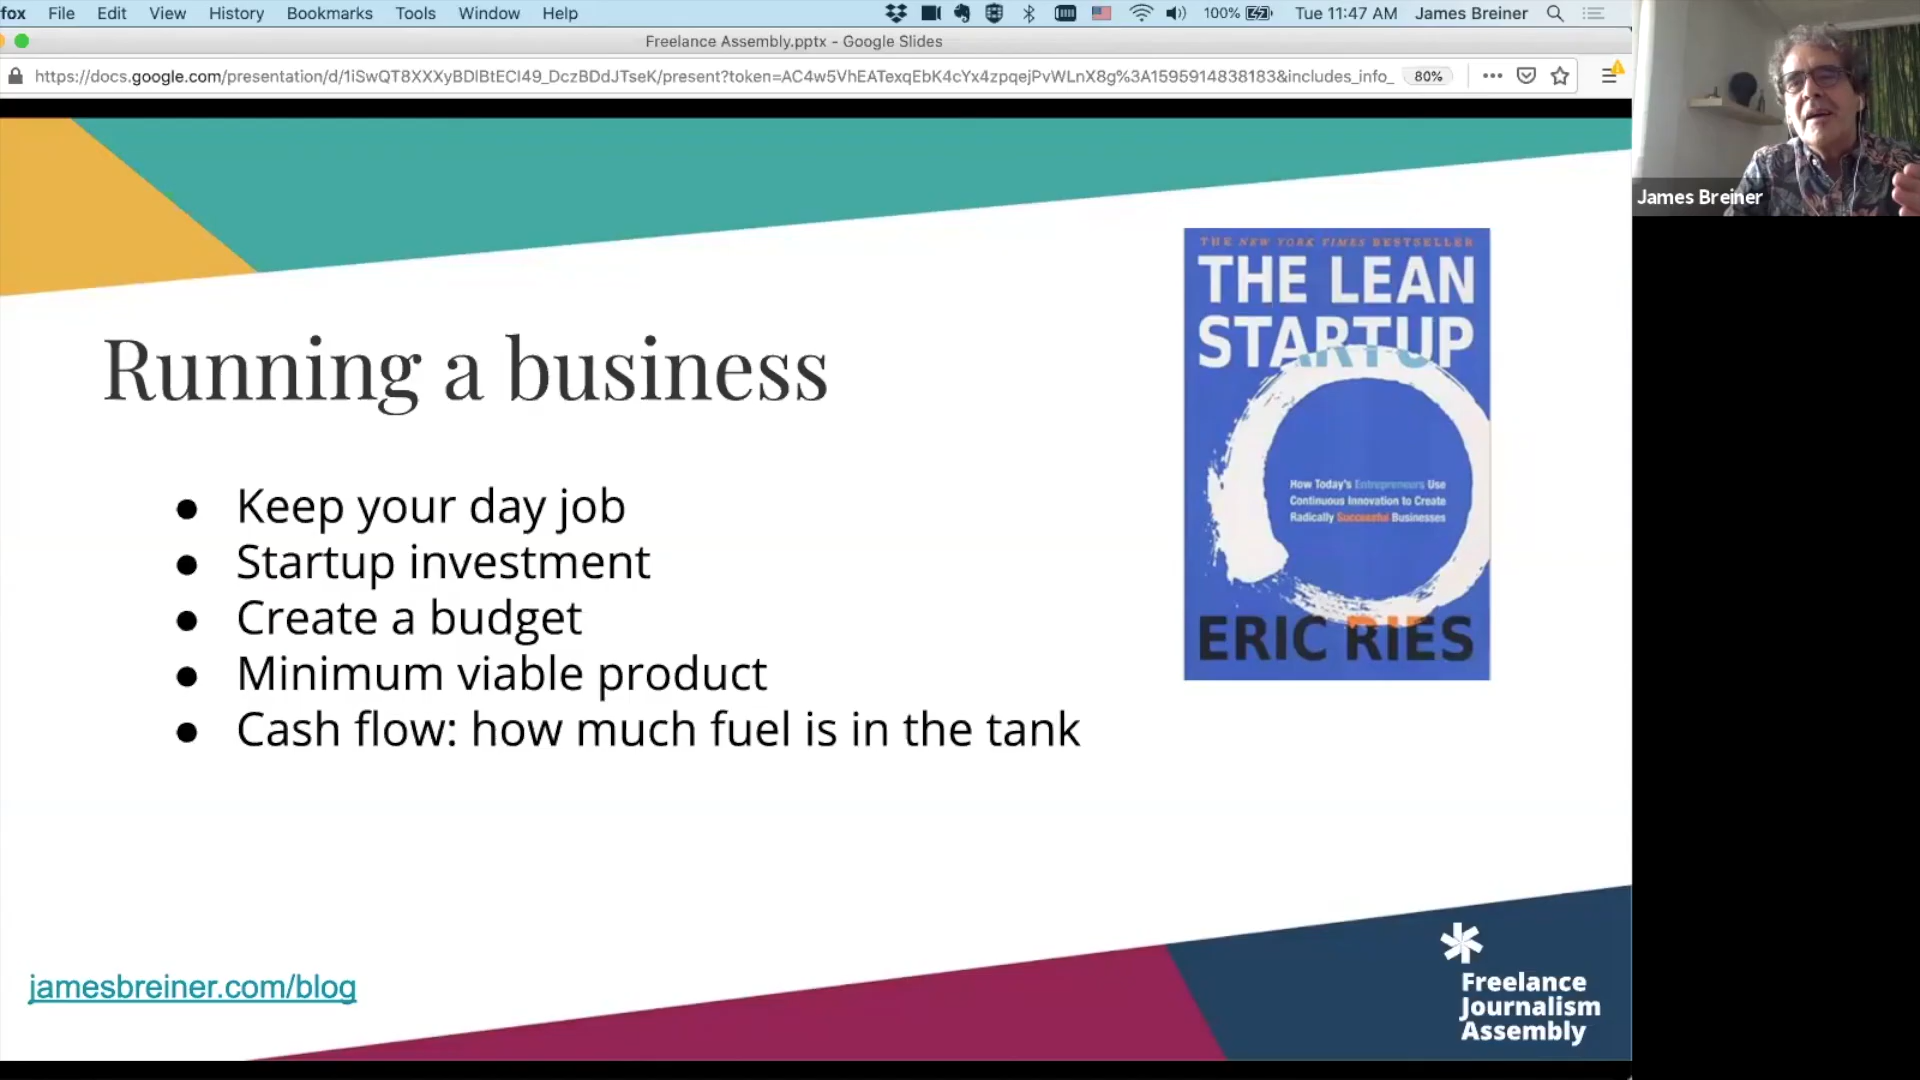 fox File Edit View History Bookmarks Tools Window Help 100% Tue 11:47 AM James Breiner
Freelance Assembly.pptx - Google Slides
https://docs.google.com/presentation/d/1iSwQT8XXXyBDlBtECI49_DczBDdJTseK/present?token=AC4w5VhEATexqEbK4cYx4zpqejPvWLnX8g%3A1595914838183&includes_info_ 80%
James Breiner
THE NEW YORK TIMES BESTSELLER
THE LEAN
STARTUP
How Today's Entrepreneurs Use
Continuous Innovation to Create
Radically Successful Businesses
ERIC RIES
Running a business
● Keep your day job
● Startup investment
● Create a budget
● Minimum viable product
● Cash flow: how much fuel is in the tank
jamesbreiner.com/blog
Freelance
Journalism
Assembly